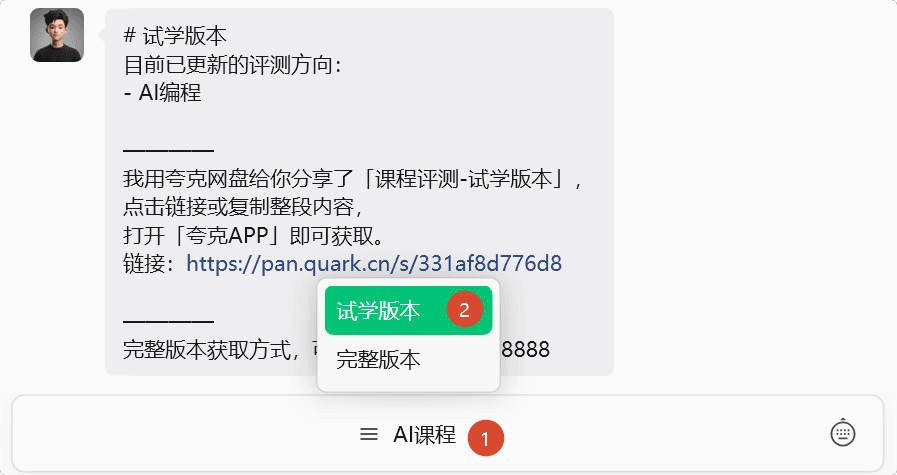 # 试学版本
目前已更新的评测方向：
- AI编程
————
我用夸克网盘给你分享了「课程评测-试学版本」，
点击链接或复制整段内容，
打开「夸克APP」即可获取。
链接：https://pan.quark.cn/s/331af8d776d8
————
完整版本获取方式， 8888
试学版本 2
完整版本
AI课程 1